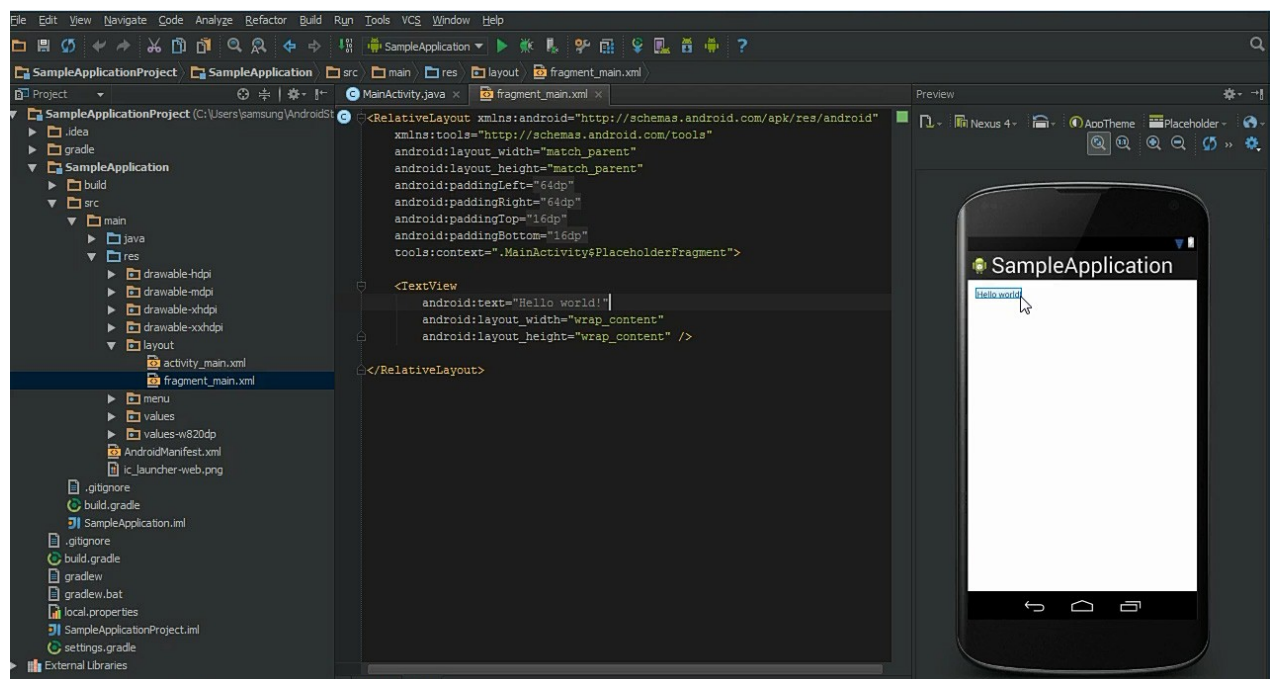 File Edit View Navigate Code Analyze Refactor Build Run Tools VCS Window Help
SampleApplication
SampleApplicationProject SampleApplication src main res layout fragment_main.xml
Project
MainActivity.java fragment_main.xml
Preview
SampleApplicationProject (C:\Users\samsung\AndroidSt
.idea
gradle
SampleApplication
build
src
main
java
res
drawable-hdpi
drawable-mdpi
drawable-xhdpi
drawable-xxhdpi
layout
activity_main.xml
fragment_main.xml
menu
values
values-w820dp
AndroidManifest.xml
ic_launcher-web.png
.gitignore
build.gradle
SampleApplication.iml
.gitignore
build.gradle
gradlew
gradlew.bat
local.properties
SampleApplicationProject.iml
settings.gradle
External Libraries
<RelativeLayout xmlns:android="http://schemas.android.com/apk/res/android"
xmlns:tools="http://schemas.android.com/tools"
android:layout_width="match_parent"
android:layout_height="match_parent"
android:paddingLeft="64dp"
android:paddingRight="64dp"
android:paddingTop="16dp"
android:paddingBottom="16dp"
tools:context=".MainActivity$PlaceholderFragment">
<TextView
android:text="Hello world!"
android:layout_width="wrap_content"
android:layout_height="wrap_content" />
</RelativeLayout>
Nexus 4 AppTheme Placeholder
SampleApplication
Hello world!